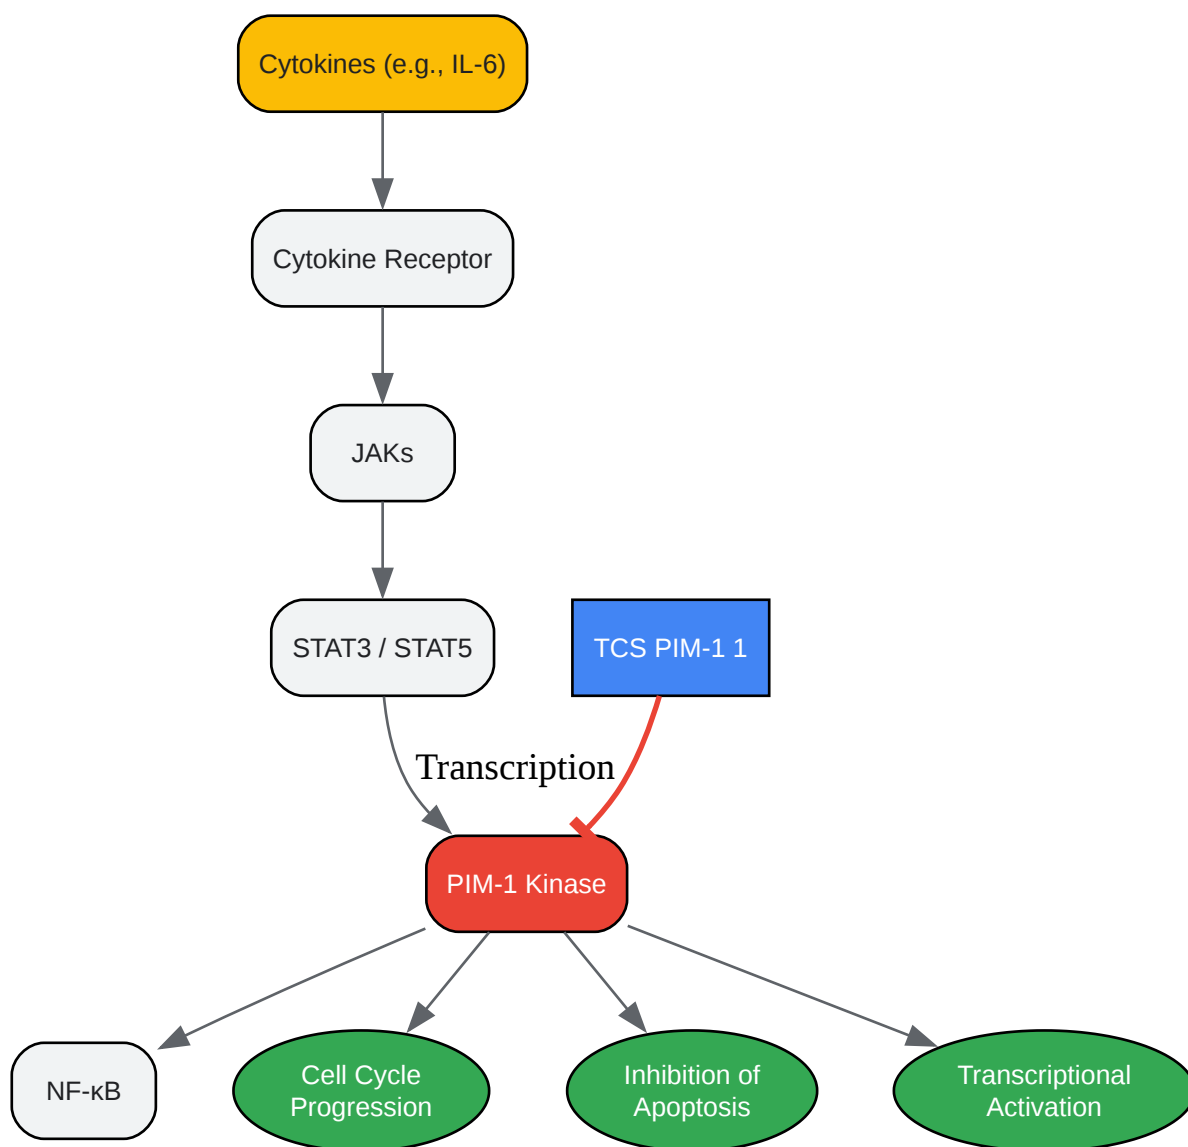 Cytokines (e.g., IL-6)
Cytokine Receptor
JAKs
STAT3 / STAT5
TCS PIM-1 1
Transcription
PIM-1 Kinase
NF-κB
Cell Cycle
Progression
Inhibition of
Apoptosis
Transcriptional
Activation